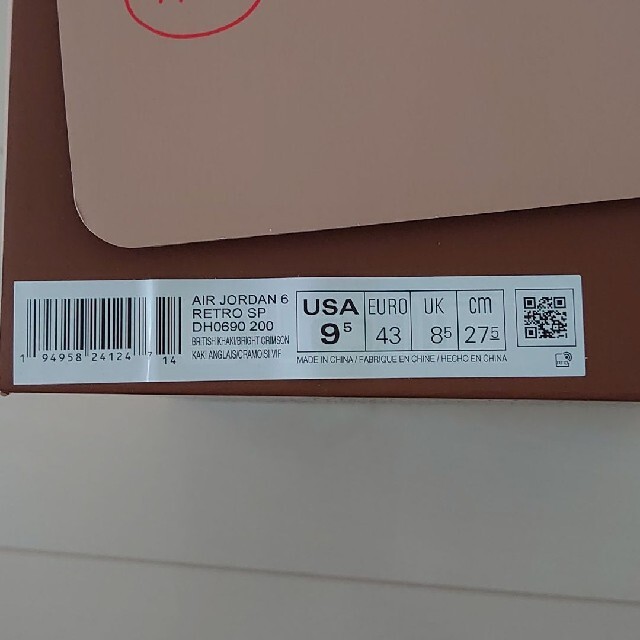 AIR JORDAN 6
RETRO SP
DH0690 200
BRITISH KHAKI/BRIGHT CRIMSON
KAKI ANGLAIS/CRAMOISI VIF
1 94958 24124 7 14
USA EURO UK cm
9 5 43 8 5 27 5
MADE IN CHINA / FABRIQUE EN CHINE / HECHO EN CHINA